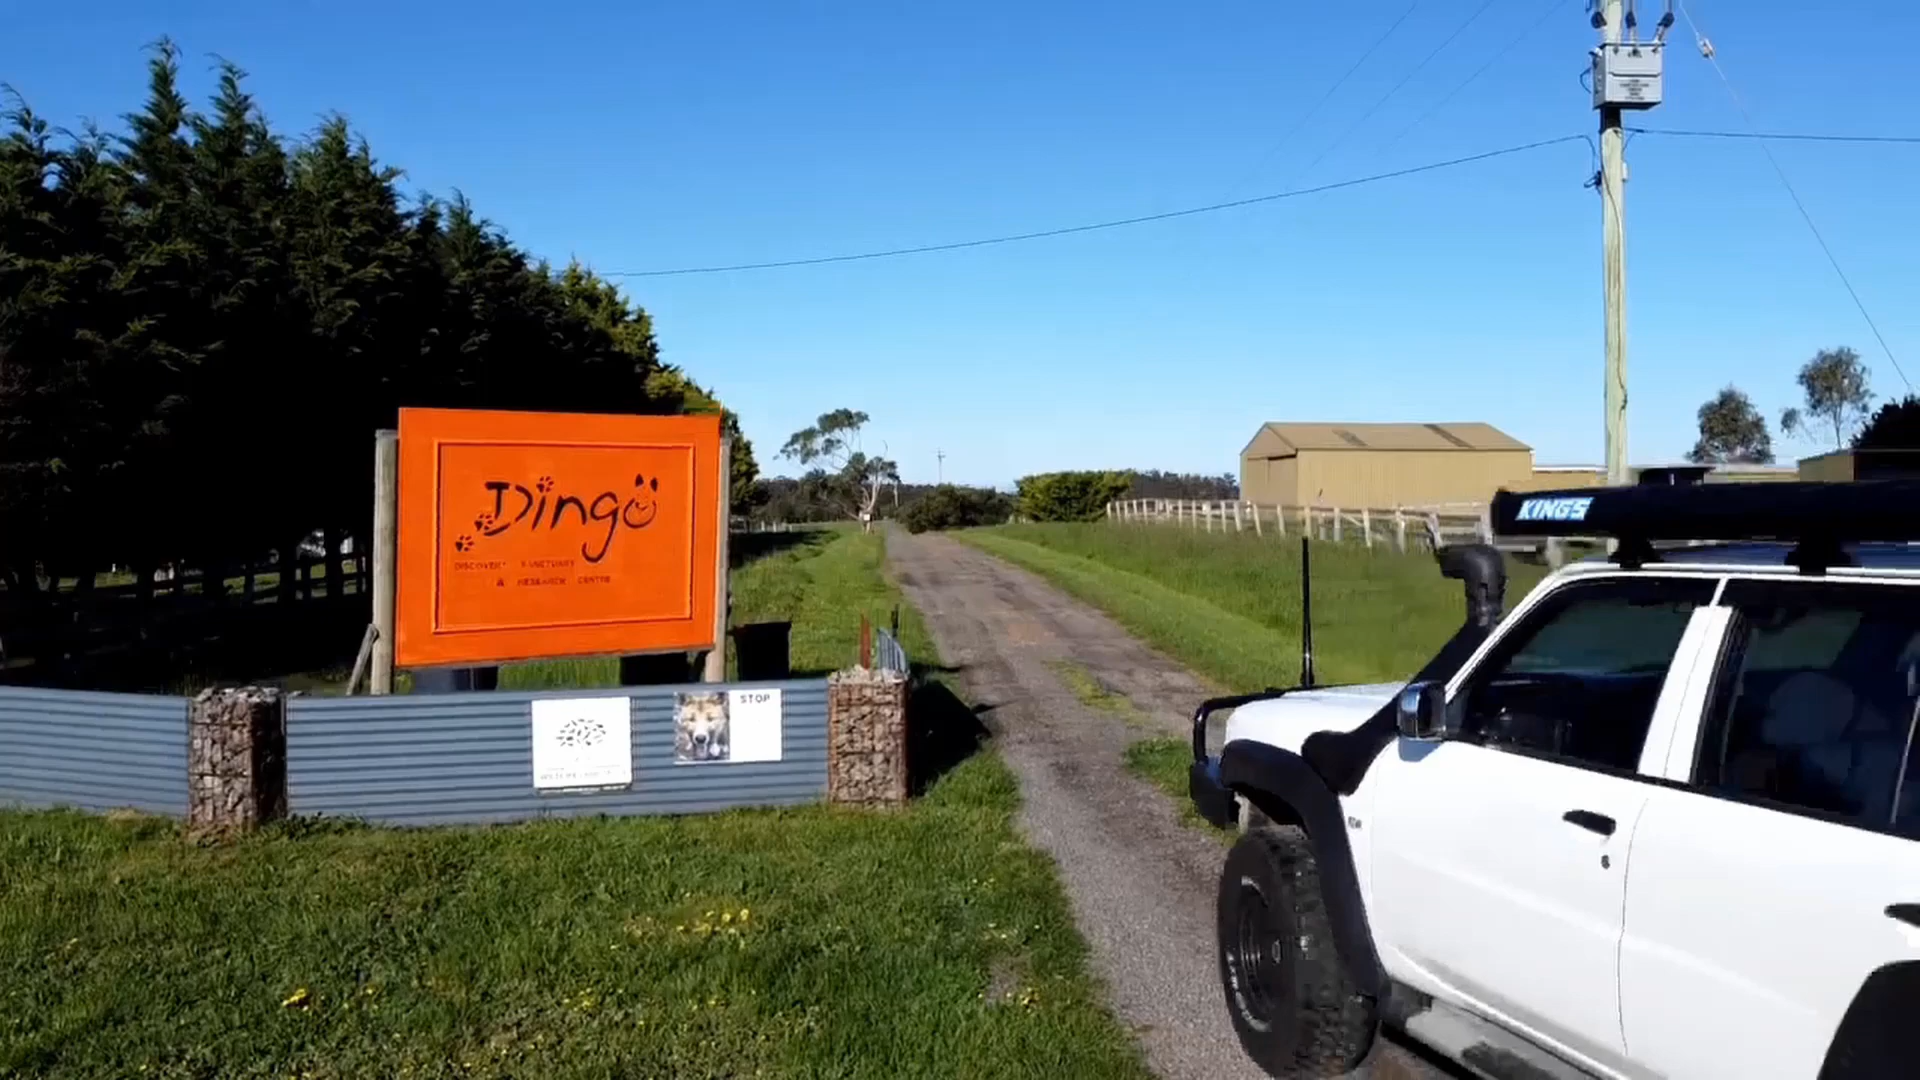 Dingo
DISCOVERY SANCTUARY
& RESEARCH CENTRE
STOP
KINGS